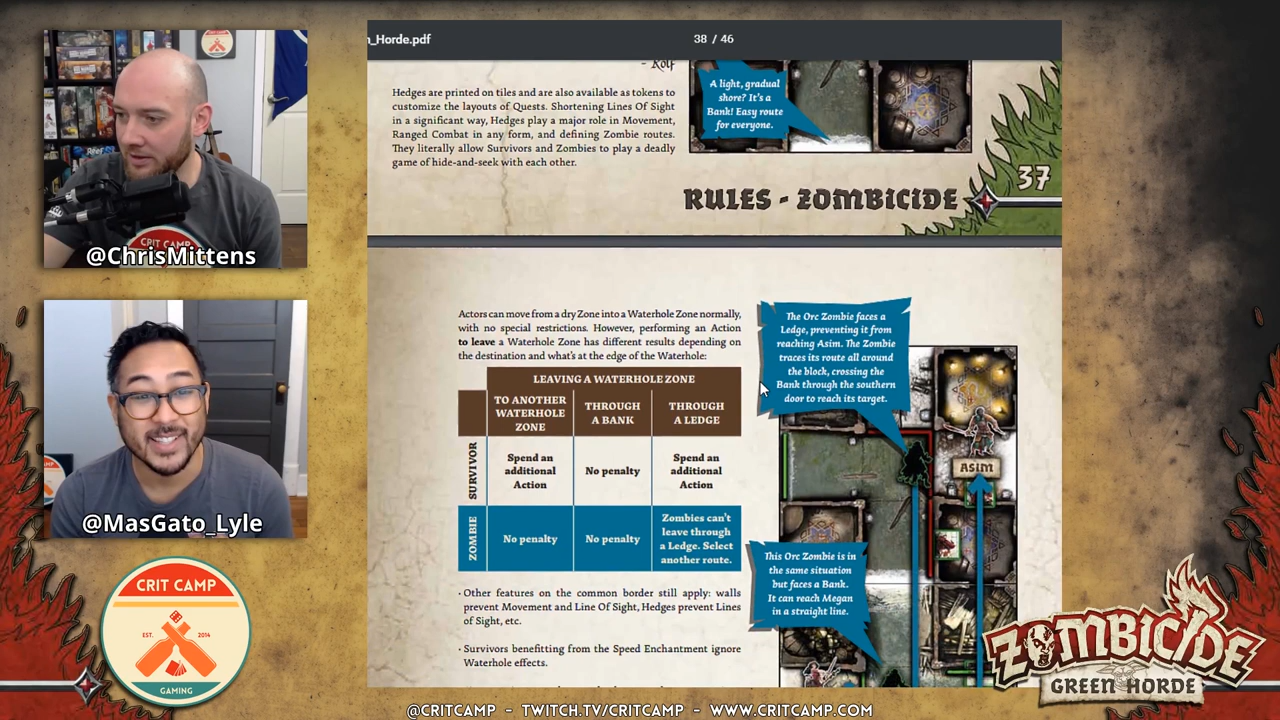 CRIT CAMP
@ChrisMittens
@MasGato_Lyle
CRIT CAMP
EST.
2014
GAMING
_Horde.pdf
38 / 46
- Rolf
Hedges are printed on tiles and are also available as tokens to
customize the layouts of Quests. Shortening Lines Of Sight
in a significant way, Hedges play a major role in Movement,
Ranged Combat in any form, and defining Zombie routes.
They literally allow Survivors and Zombies to play a deadly
game of hide-and-seek with each other.
A light, gradual
shore? It's a
Bank! Easy route
for everyone.
RULES - ZOMBICIDE
37
Actors can move from a dry Zone into a Waterhole Zone normally,
with no special restrictions. However, performing an Action
to leave a Waterhole Zone has different results depending on
the destination and what's at the edge of the Waterhole:
LEAVING A WATERHOLE ZONE
TO ANOTHER
WATERHOLE
ZONE
THROUGH
A BANK
THROUGH
A LEDGE
SURVIVOR
Spend an
additional
Action
No penalty
Spend an
additional
Action
ZOMBIE
No penalty
No penalty
Zombies can't
leave through
a Ledge. Select
another route.
· Other features on the common border still apply: walls
prevent Movement and Line Of Sight, Hedges prevent Lines
of Sight, etc.
· Survivors benefitting from the Speed Enchantment ignore
Waterhole effects.
The Orc Zombie faces a
Ledge, preventing it from
reaching Asim. The Zombie
traces its route all around
the block, crossing the
Bank through the southern
door to reach its target.
ASIM
This Orc Zombie is in
the same situation
but faces a Bank.
It can reach Megan
in a straight line.
ZOMBICIDE
GREEN HORDE
@CRITCAMP - TWITCH.TV/CRITCAMP - WWW.CRITCAMP.COM